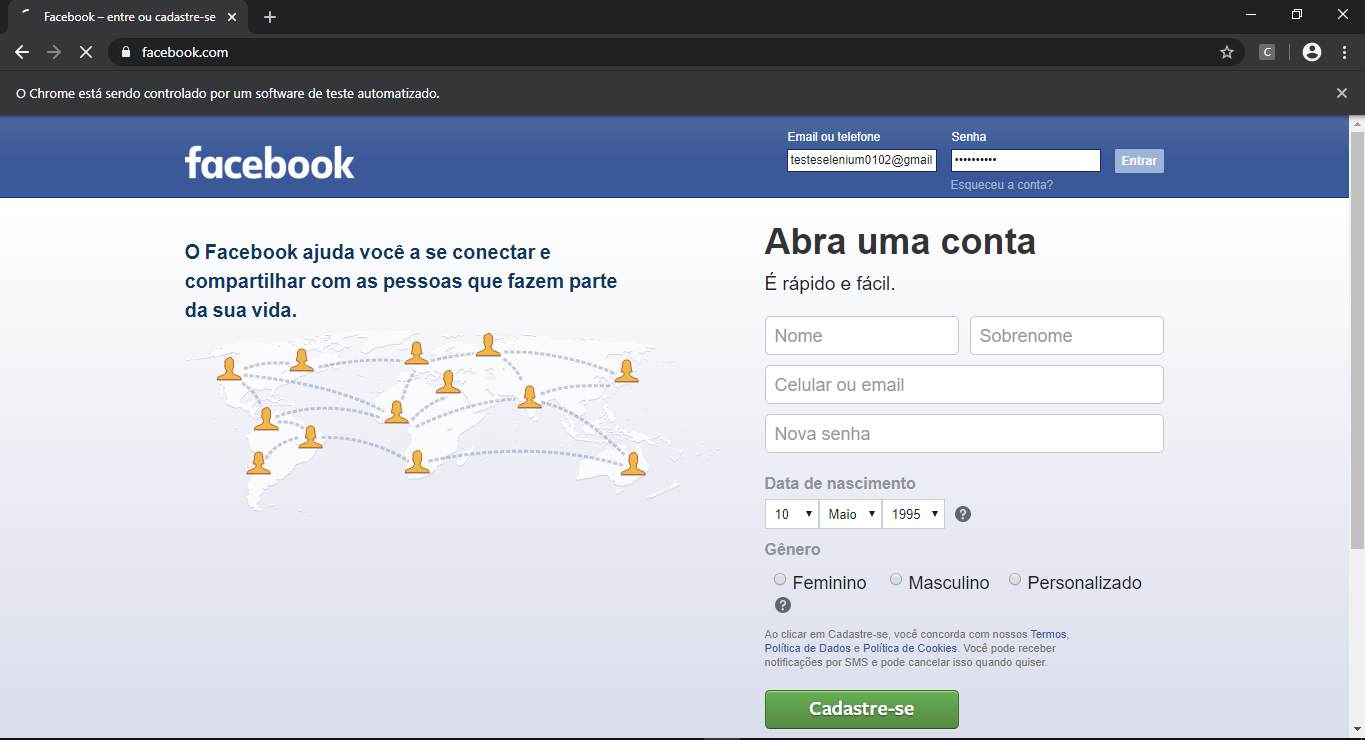 Facebook – entre ou cadastre-se
facebook.com
C
O Chrome está sendo controlado por um software de teste automatizado.
facebook
Email ou telefone
Senha
testeselenium0102@gmail
••••••••••
Entrar
Esqueceu a conta?
O Facebook ajuda você a se conectar e
compartilhar com as pessoas que fazem parte
da sua vida.
Abra uma conta
É rápido e fácil.
Nome
Sobrenome
Celular ou email
Nova senha
Data de nascimento
10
Maio
1995
?
Gênero
Feminino
Masculino
Personalizado
?
Ao clicar em Cadastre-se, você concorda com nossos Termos,
Política de Dados e Política de Cookies. Você pode receber
notificações por SMS e pode cancelar isso quando quiser.
Cadastre-se